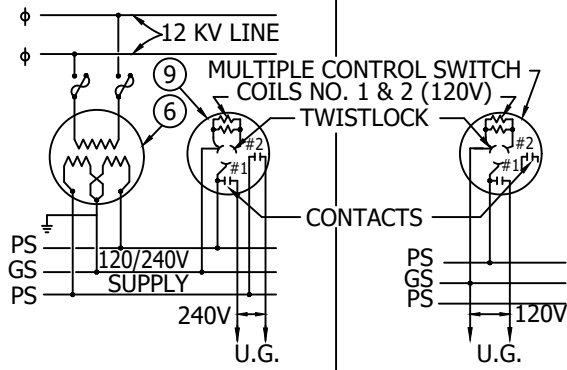 ϕ
12 KV LINE
ϕ
9
MULTIPLE CONTROL SWITCH
COILS NO. 1 & 2 (120V)
6
TWISTLOCK
#2
#1
#2
#1
CONTACTS
PS
120/240V
GS
SUPPLY
PS
240V
U.G.
PS
GS
PS
120V
U.G.